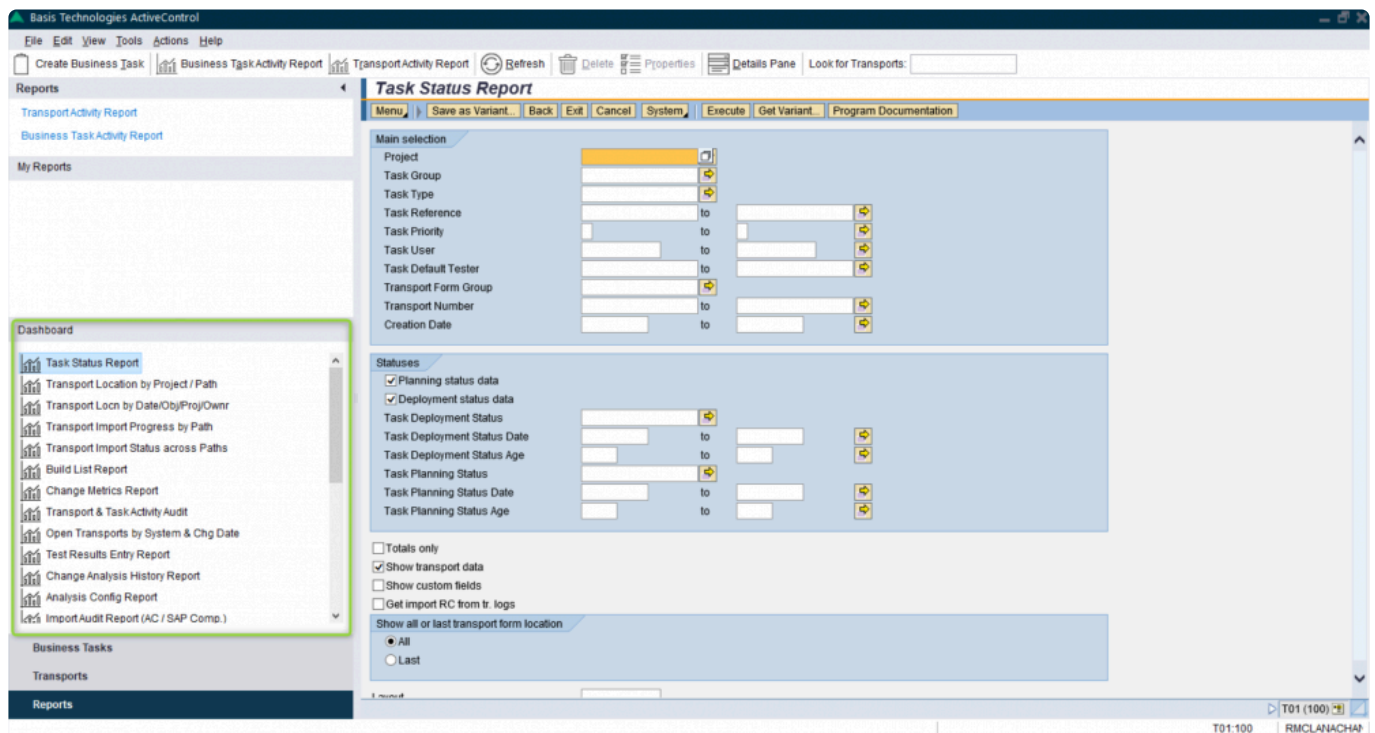 Basis Technologies ActiveControl
File Edit View Tools Actions Help
Create Business Task Business Task Activity Report Transport Activity Report Refresh Delete Properties Details Pane Look for Transports:
Reports
Transport Activity Report
Business Task Activity Report
My Reports
Dashboard
Task Status Report
Transport Location by Project / Path
Transport Locn by Date/Obj/Proj/Ownr
Transport Import Progress by Path
Transport Import Status across Paths
Build List Report
Change Metrics Report
Transport & Task Activity Audit
Open Transports by System & Chg Date
Test Results Entry Report
Change Analysis History Report
Analysis Config Report
Import Audit Report (AC / SAP Comp.)
Business Tasks
Transports
Reports
Task Status Report
Menu Save as Variant... Back Exit Cancel System Execute Get Variant... Program Documentation
Main selection
Project
Task Group
Task Type
Task Reference to
Task Priority to
Task User to
Task Default Tester to
Transport Form Group
Transport Number to
Creation Date to
Statuses
Planning status data
Deployment status data
Task Deployment Status
Task Deployment Status Date to
Task Deployment Status Age to
Task Planning Status
Task Planning Status Date to
Task Planning Status Age to
Totals only
Show transport data
Show custom fields
Get import RC from tr. logs
Show all or last transport form location
All
Last
Layout
T01 (100)
T01:100 RMCLANACHAN